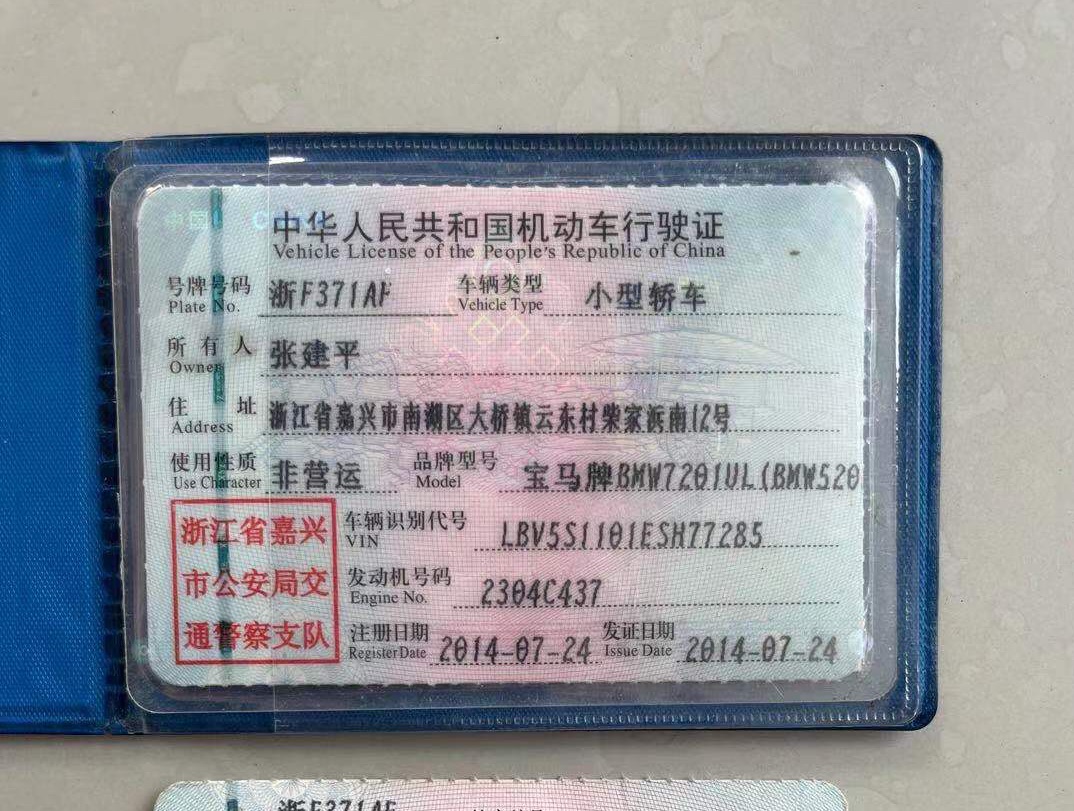 中华人民共和国机动车行驶证
Vehicle License of the People's Republic of China
号牌号码 浙F371AF 车辆类型 小型轿车
Plate No. Vehicle Type
所有人 张建平
Owner
住址 浙江省嘉兴市南湖区大桥镇云东村柴家浜南12号
Address
使用性质 非营运 品牌型号 宝马牌BMW7201UL(BMW520
Use Character Model
浙江省嘉兴
市公安局交
通警察支队
车辆识别代号 LBV5S1101ESH77285
VIN
发动机号码 2304C437
Engine No.
注册日期 2014-07-24 发证日期 2014-07-24
Register Date Issue Date
浙F371AF